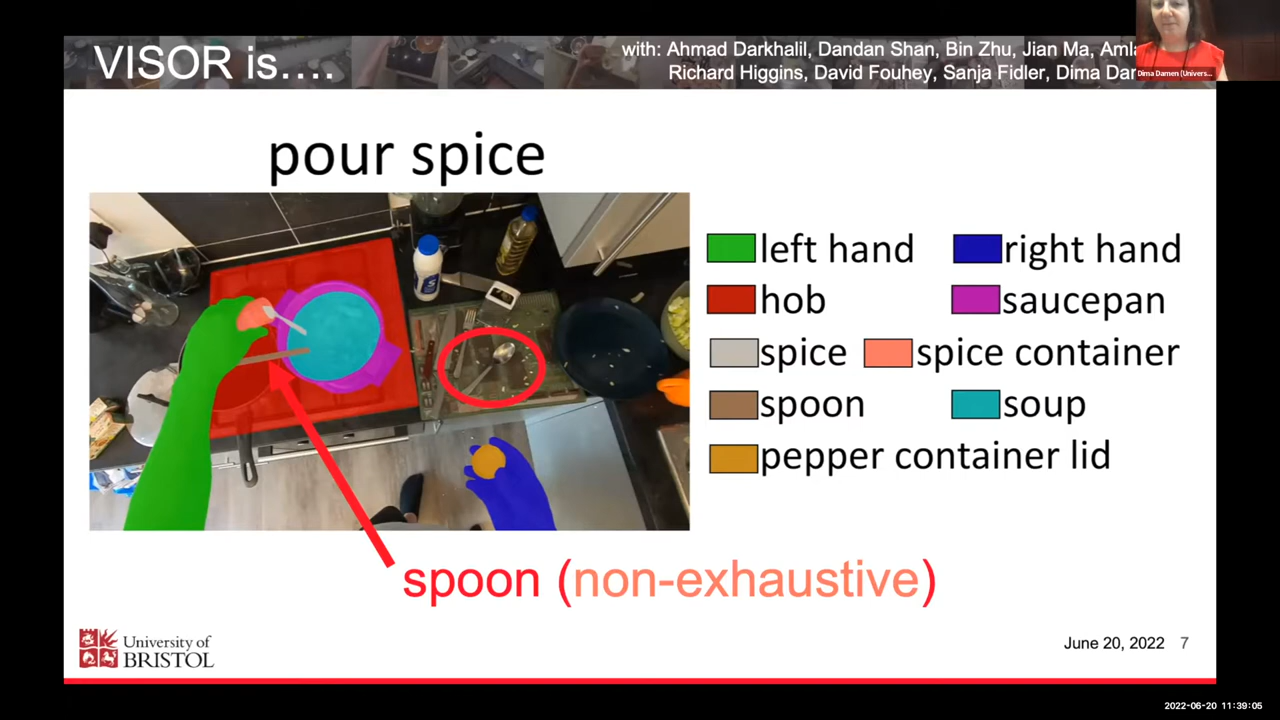 VISOR is....
with: Ahmad Darkhalil, Dandan Shan, Bin Zhu, Jian Ma,
Richard Higgins, David Fouhey, Sanja Fidler, Dima
Dima Damen (Univers...
pour spice
left hand
right hand
hob
saucepan
spice
spice container
spoon
soup
pepper container lid
spoon (non-exhaustive)
University of
BRISTOL
June 20, 2022 7
2022-06-20 11:39:05